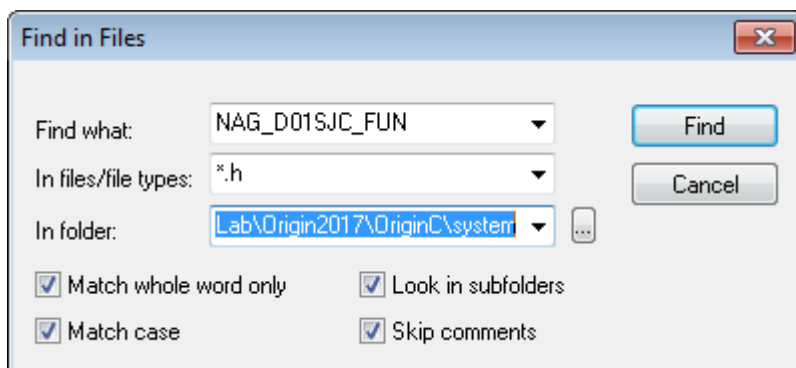 Find in Files
Find what: NAG_D01SJC_FUN Find
In files/file types: *.h Cancel
In folder: Lab\Origin2017\OriginC\system ...
Match whole word only Look in subfolders
Match case Skip comments